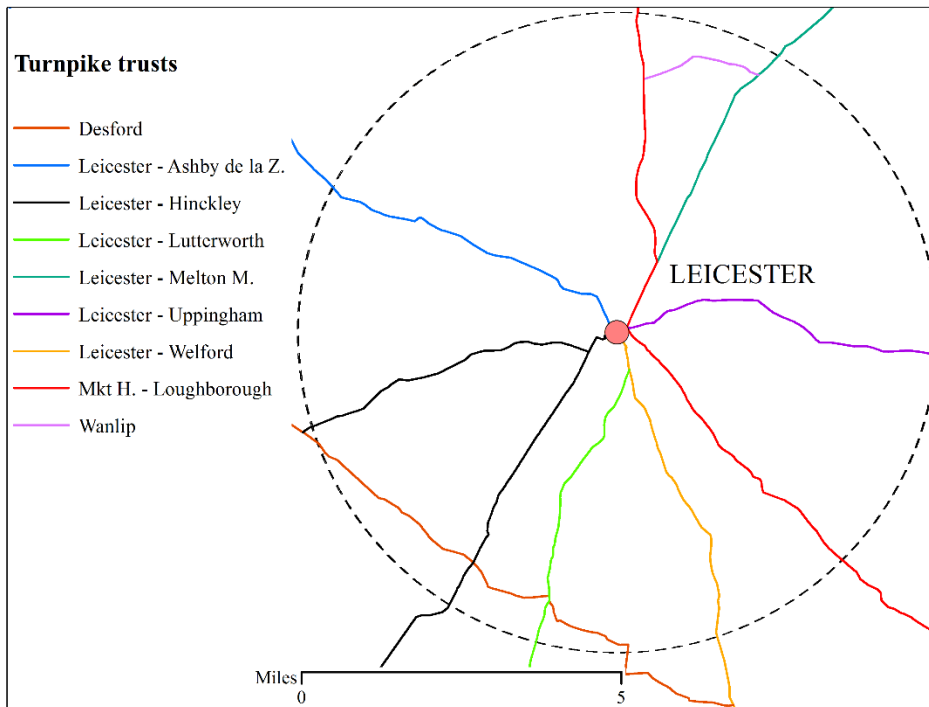 Turnpike trusts
Desford
Leicester - Ashby de la Z.
Leicester - Hinckley
Leicester - Lutterworth
Leicester - Melton M.
Leicester - Uppingham
Leicester - Welford
Mkt H. - Loughborough
Wanlip
LEICESTER
Miles
0 5